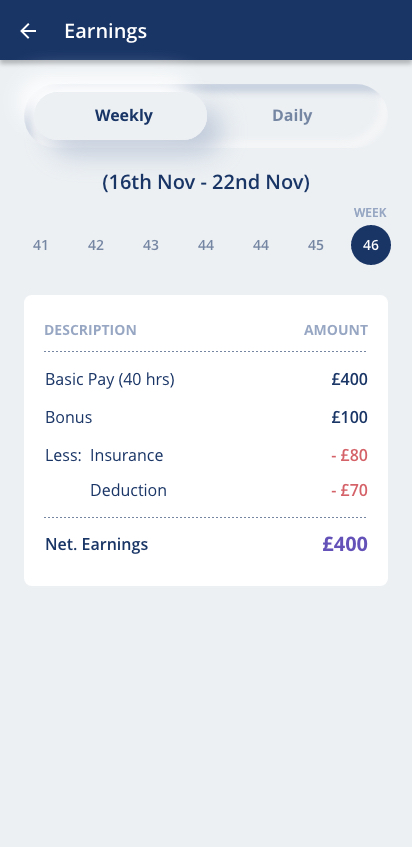 Earnings
Weekly Daily
(16th Nov - 22nd Nov)
WEEK
41 42 43 44 44 45 46
DESCRIPTION AMOUNT
Basic Pay (40 hrs) £400
Bonus £100
Less: Insurance - £80
Deduction - £70
Net. Earnings £400